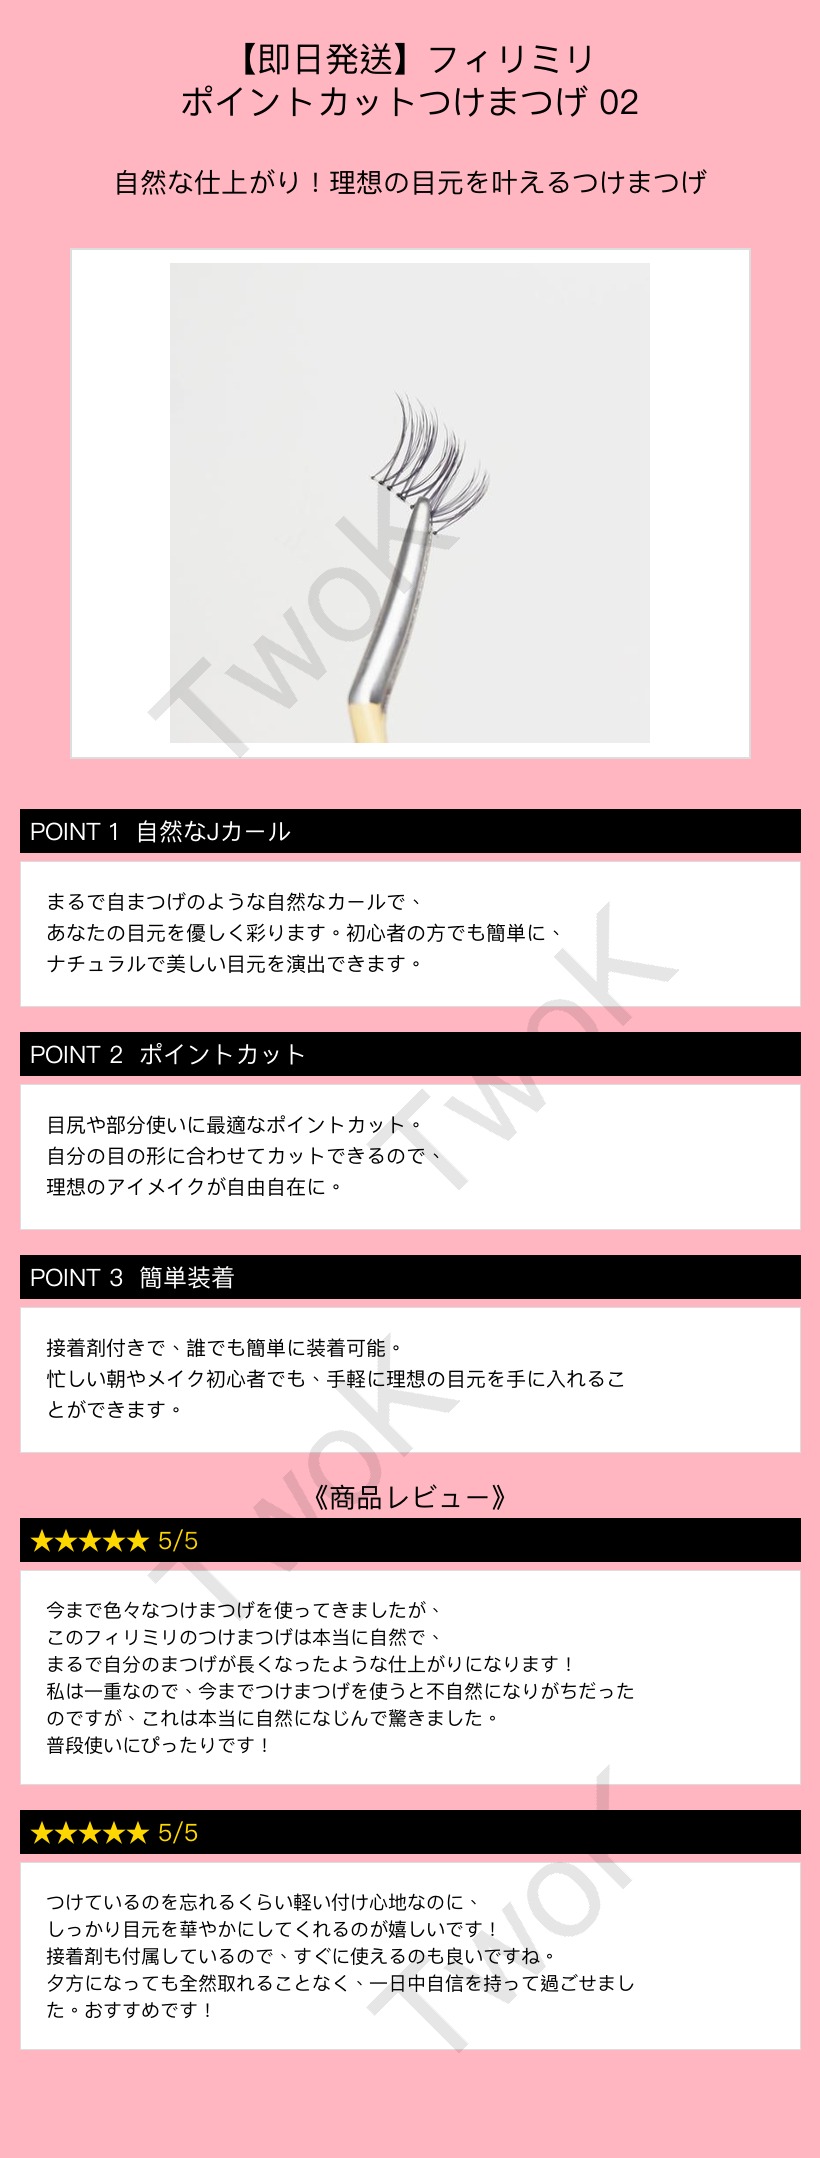 【即日発送】フィリミリ
ポイントカットつけまつげ 02
自然な仕上がり！理想の目元を叶えるつけまつげ
TwoK
POINT 1 自然なJカール
まるで自まつげのような自然なカールで、
あなたの目元を優しく彩ります。初心者の方でも簡単に、
ナチュラルで美しい目元を演出できます。
TwoK
POINT 2 ポイントカット
目尻や部分使いに最適なポイントカット。
自分の目の形に合わせてカットできるので、
理想のアイメイクが自由自在に。
POINT 3 簡単装着
接着剤付きで、誰でも簡単に装着可能。
忙しい朝やメイク初心者でも、手軽に理想の目元を手に入れるこ
とができます。
TwoK
《商品レビュー》
★★★★★ 5/5
今まで色々なつけまつげを使ってきましたが、
このフィリミリのつけまつげは本当に自然で、
まるで自分のまつげが長くなったような仕上がりになります！
私は一重なので、今までつけまつげを使うと不自然になりがちだった
のですが、これは本当に自然になじんで驚きました。
普段使いにぴったりです！
★★★★★ 5/5
つけているのを忘れるくらい軽い付け心地なのに、
しっかり目元を華やかにしてくれるのが嬉しいです！
接着剤も付属しているので、すぐに使えるのも良いですね。
夕方になっても全然取れることなく、一日中自信を持って過ごせまし
た。おすすめです！
TwoK